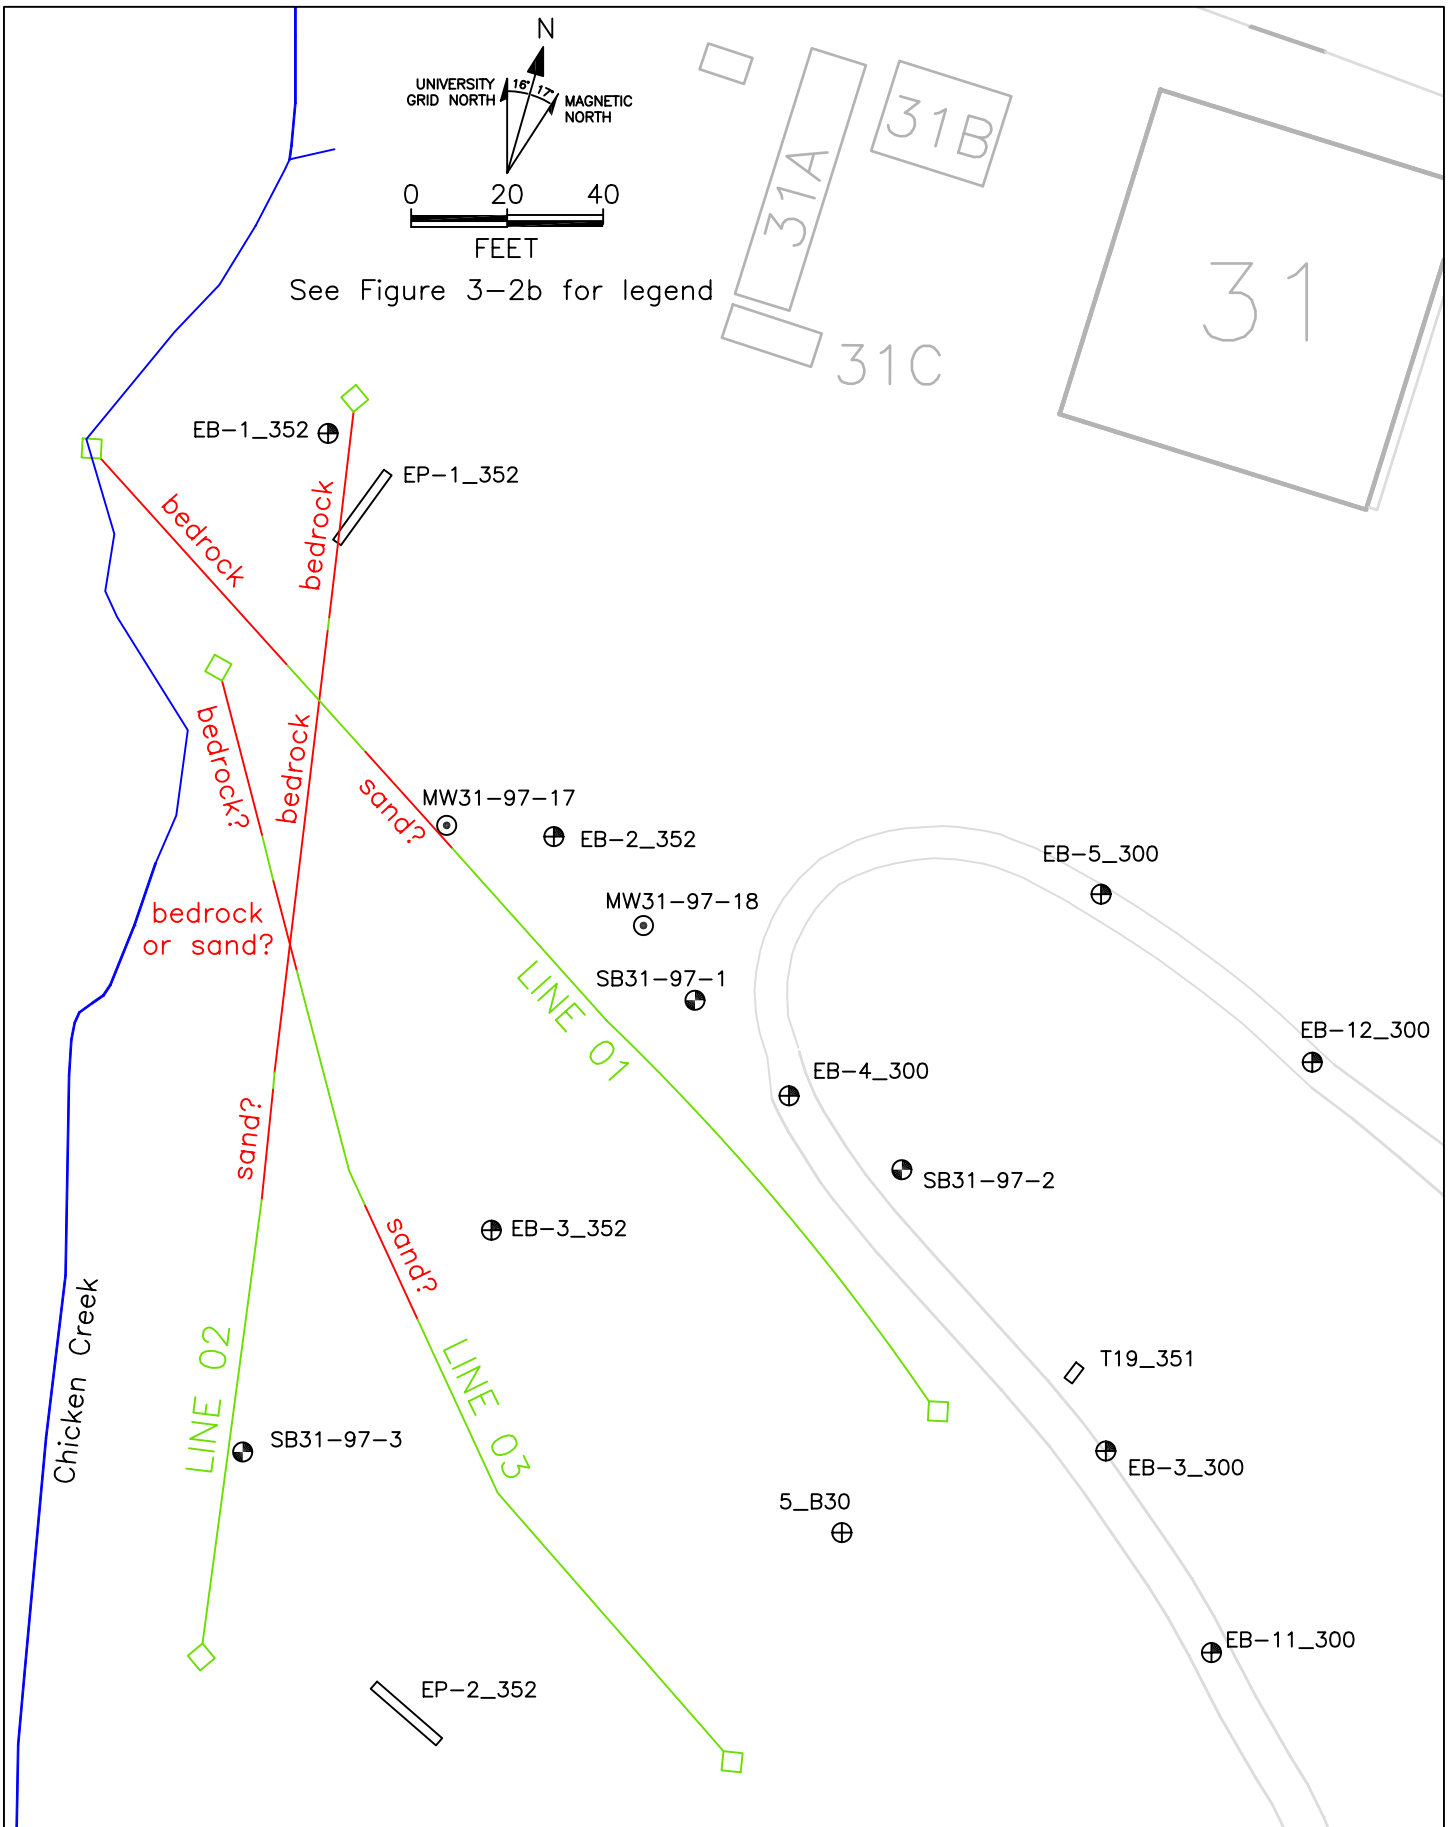 N
UNIVERSITY
GRID NORTH
16°
17°
MAGNETIC
NORTH
0 20 40
FEET
See Figure 3-2b for legend
31A
31B
31
31C
EB-1_352
EP-1_352
bedrock
bedrock
bedrock?
bedrock
sand?
MW31-97-17
EB-2_352
EB-5_300
MW31-97-18
bedrock
or sand?
SB31-97-1
LINE 01
EB-12_300
EB-4_300
sand?
SB31-97-2
EB-3_352
sand?
Chicken Creek
LINE 02
LINE 03
T19_351
SB31-97-3
EB-3_300
5_B30
EB-11_300
EP-2_352